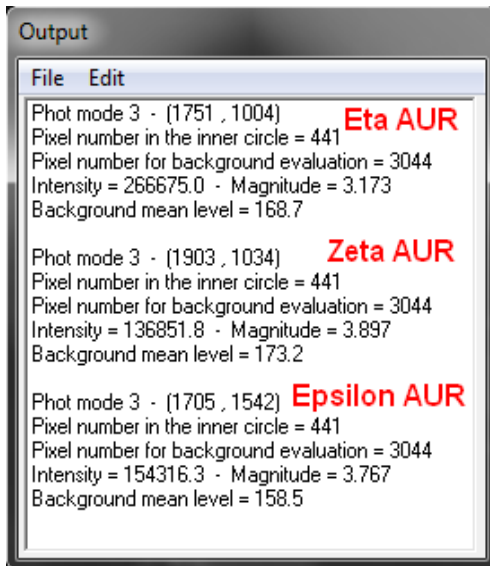 Output
File Edit
Phot mode 3 - (1751 , 1004) Eta AUR
Pixel number in the inner circle = 441
Pixel number for background evaluation = 3044
Intensity = 266675.0 - Magnitude = 3.173
Background mean level = 168.7
Phot mode 3 - (1903 , 1034) Zeta AUR
Pixel number in the inner circle = 441
Pixel number for background evaluation = 3044
Intensity = 136851.8 - Magnitude = 3.897
Background mean level = 173.2
Phot mode 3 - (1705 , 1542) Epsilon AUR
Pixel number in the inner circle = 441
Pixel number for background evaluation = 3044
Intensity = 154316.3 - Magnitude = 3.767
Background mean level = 158.5